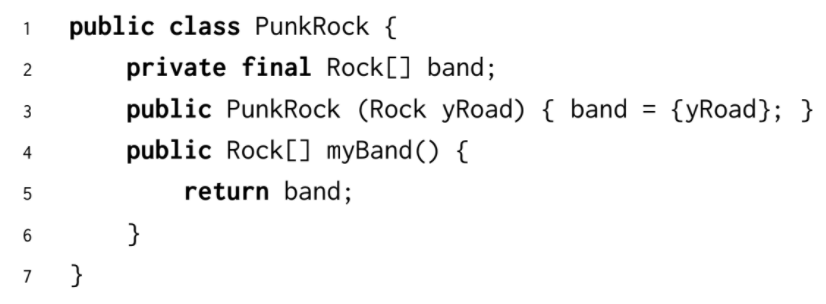 1 public class PunkRock {
2 private final Rock[] band;
3 public PunkRock (Rock yRoad) { band = {yRoad}; }
4 public Rock[] myBand() {
5 return band;
6 }
7 }